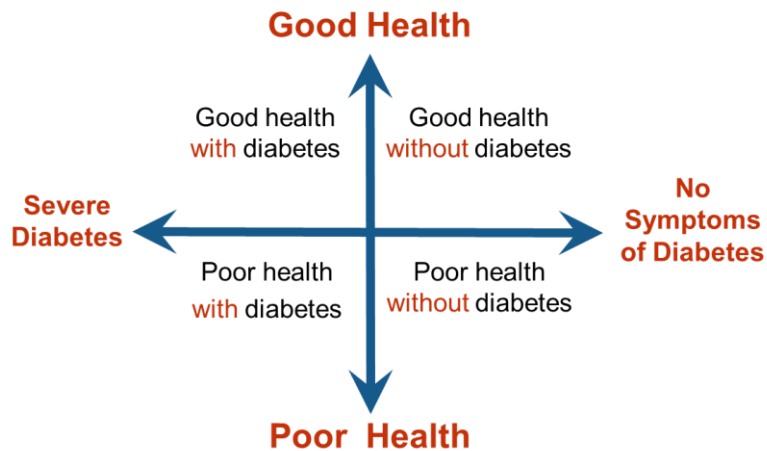 Good Health
Good health
with diabetes
Good health
without diabetes
Severe
Diabetes
No
Symptoms
of Diabetes
Poor health
with diabetes
Poor health
without diabetes
Poor Health